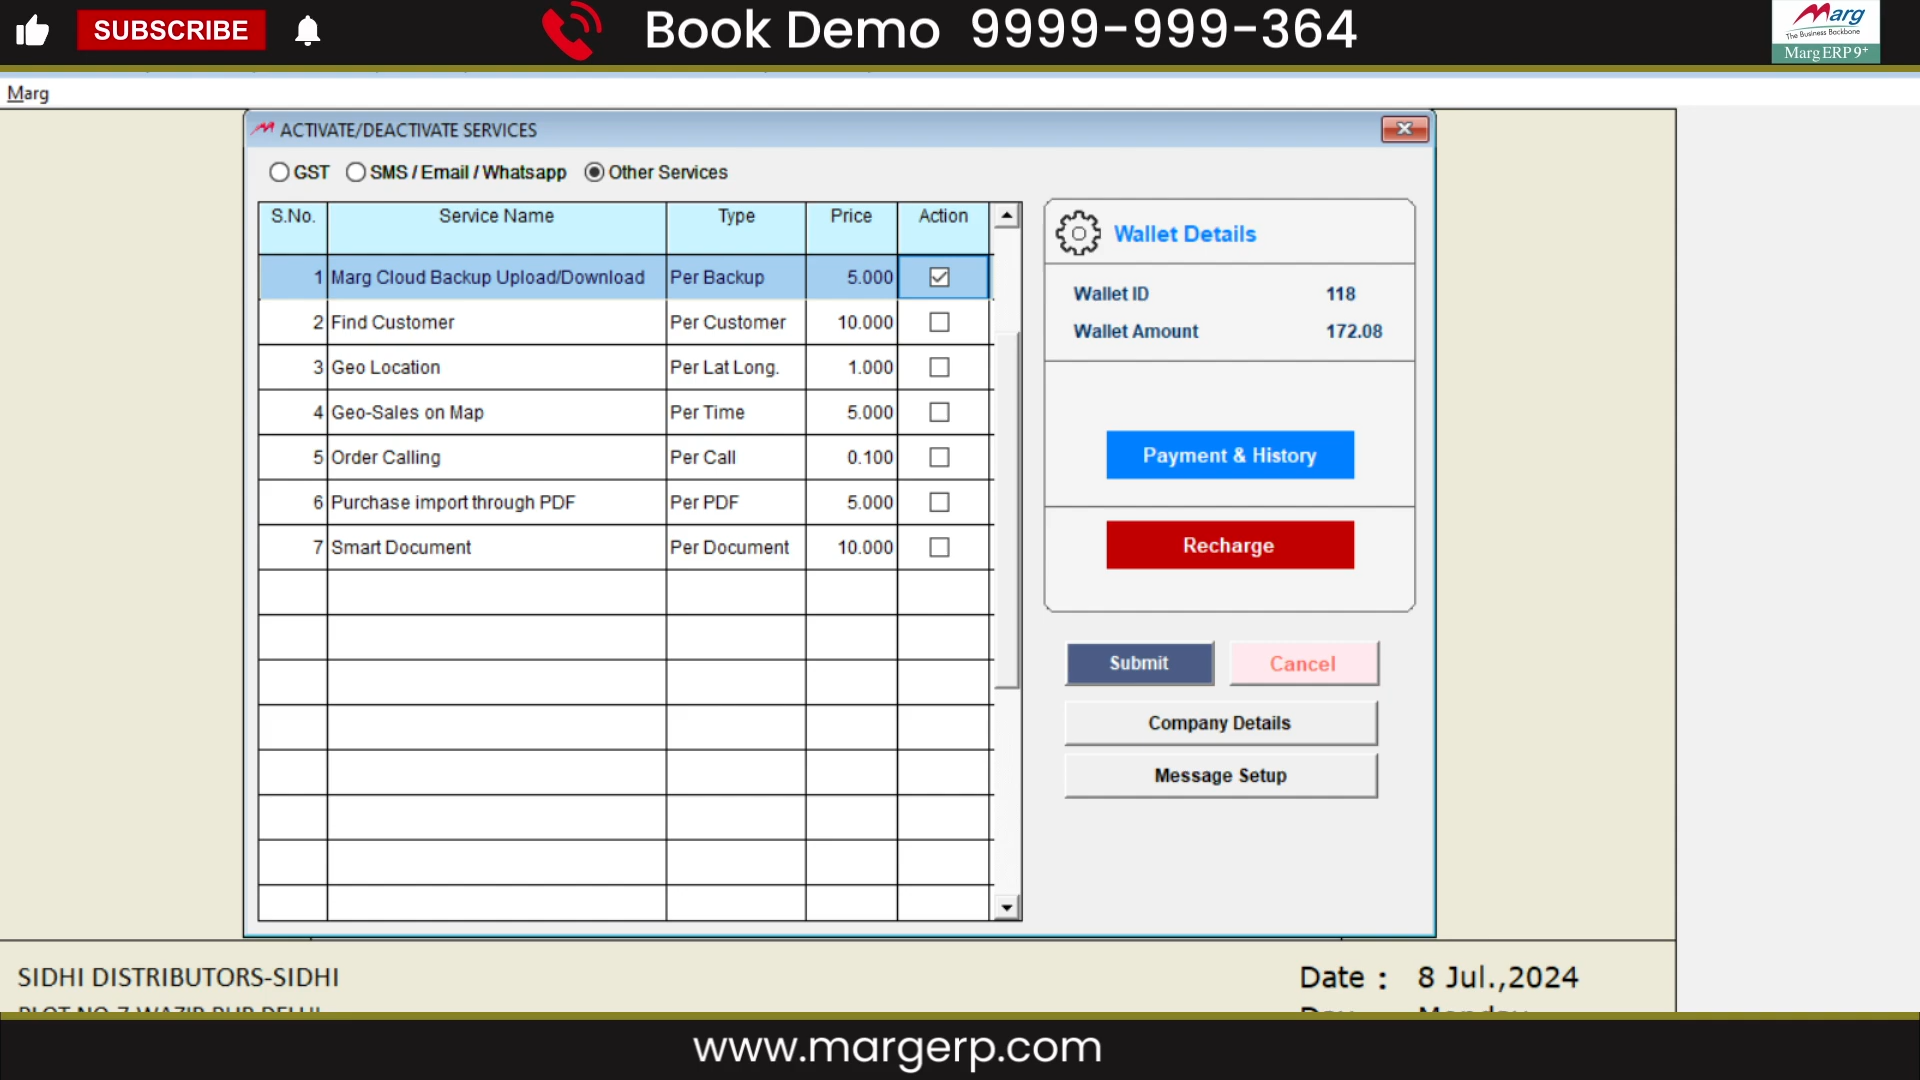 SUBSCRIBE
Book Demo 9999-999-364
Marg
The Business Backbone
MargERP9+
Marg
ACTIVATE/DEACTIVATE SERVICES
GST SMS / Email / Whatsapp Other Services
S.No. Service Name Type Price Action
1 Marg Cloud Backup Upload/Download Per Backup 5.000
2 Find Customer Per Customer 10.000
3 Geo Location Per Lat Long. 1.000
4 Geo-Sales on Map Per Time 5.000
5 Order Calling Per Call 0.100
6 Purchase import through PDF Per PDF 5.000
7 Smart Document Per Document 10.000
Wallet Details
Wallet ID 118
Wallet Amount 172.08
Payment & History
Recharge
Submit Cancel
Company Details
Message Setup
SIDHI DISTRIBUTORS-SIDHI
Date : 8 Jul.,2024
www.margerp.com